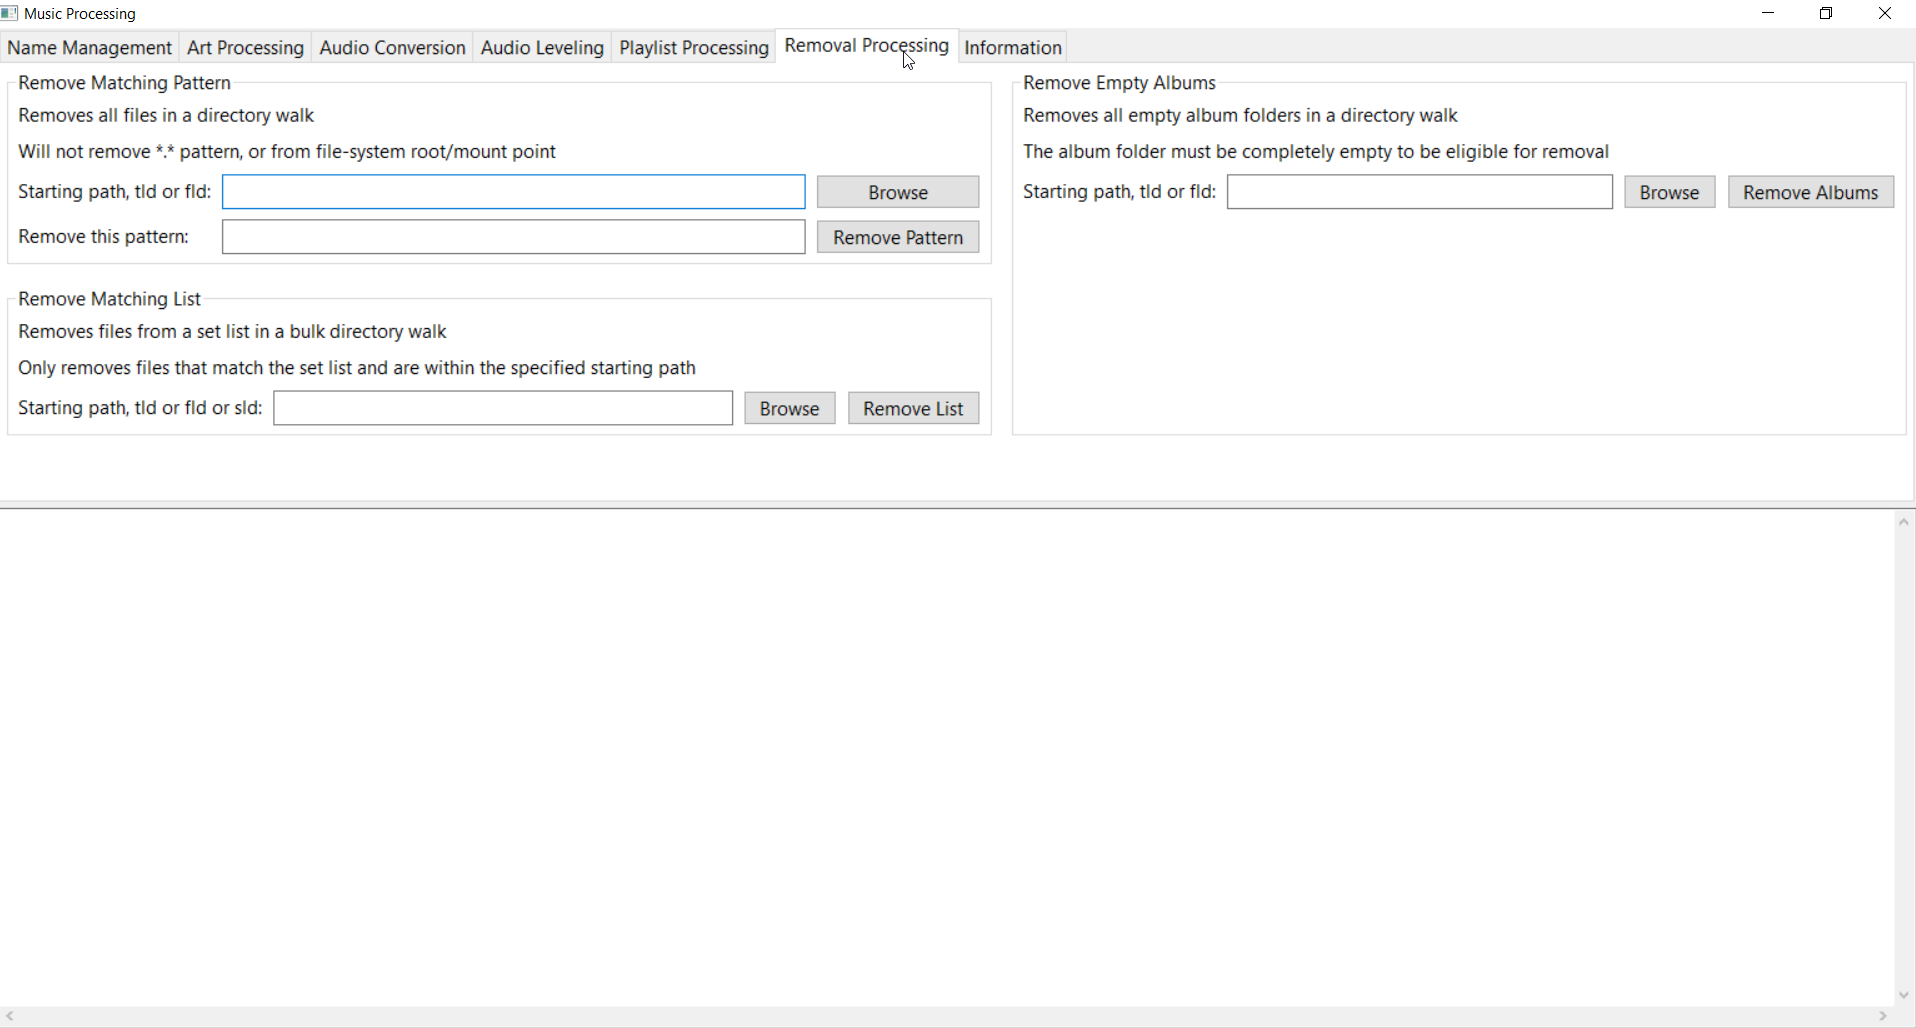 Music Processing
Name Management Art Processing Audio Conversion Audio Leveling Playlist Processing Removal Processing Information
Remove Matching Pattern
Removes all files in a directory walk
Will not remove *.* pattern, or from file-system root/mount point
Starting path, tld or fld: Browse
Remove this pattern: Remove Pattern
Remove Matching List
Removes files from a set list in a bulk directory walk
Only removes files that match the set list and are within the specified starting path
Starting path, tld or fld or sld: Browse Remove List
Remove Empty Albums
Removes all empty album folders in a directory walk
The album folder must be completely empty to be eligible for removal
Starting path, tld or fld: Browse Remove Albums